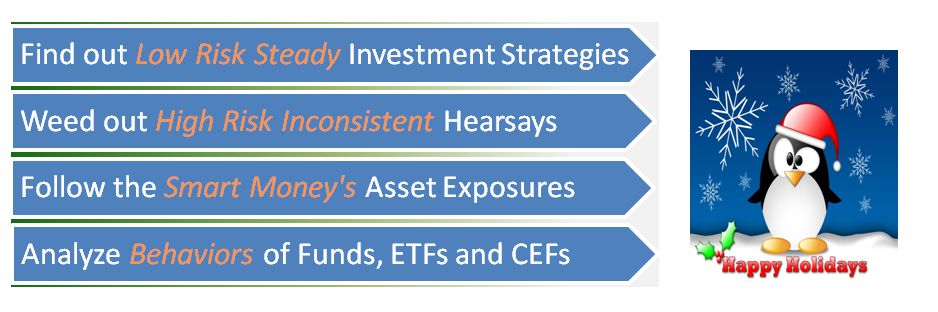 Find out Low Risk Steady Investment Strategies
Weed out High Risk Inconsistent Hearsays
Follow the Smart Money's Asset Exposures
Analyze Behaviors of Funds, ETFs and CEFs
Happy Holidays